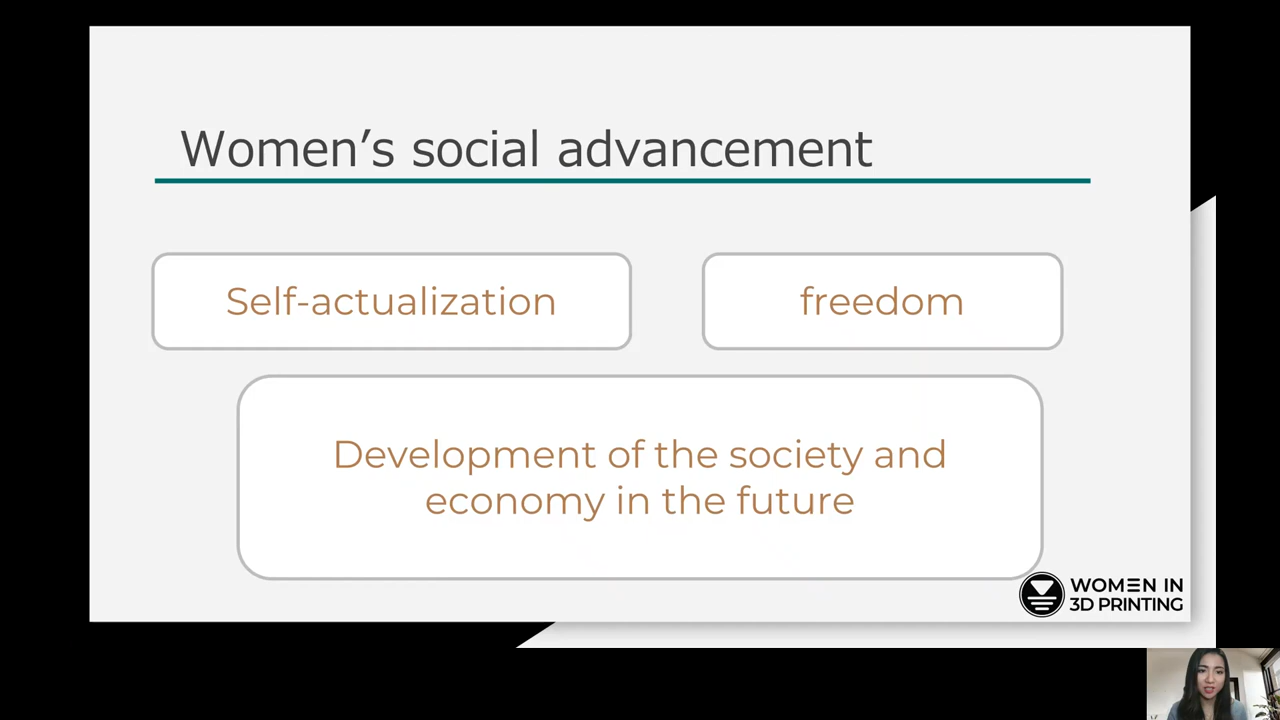 Women’s social advancement
Self-actualization
freedom
Development of the society and
economy in the future
WOMEN IN
3D PRINTING